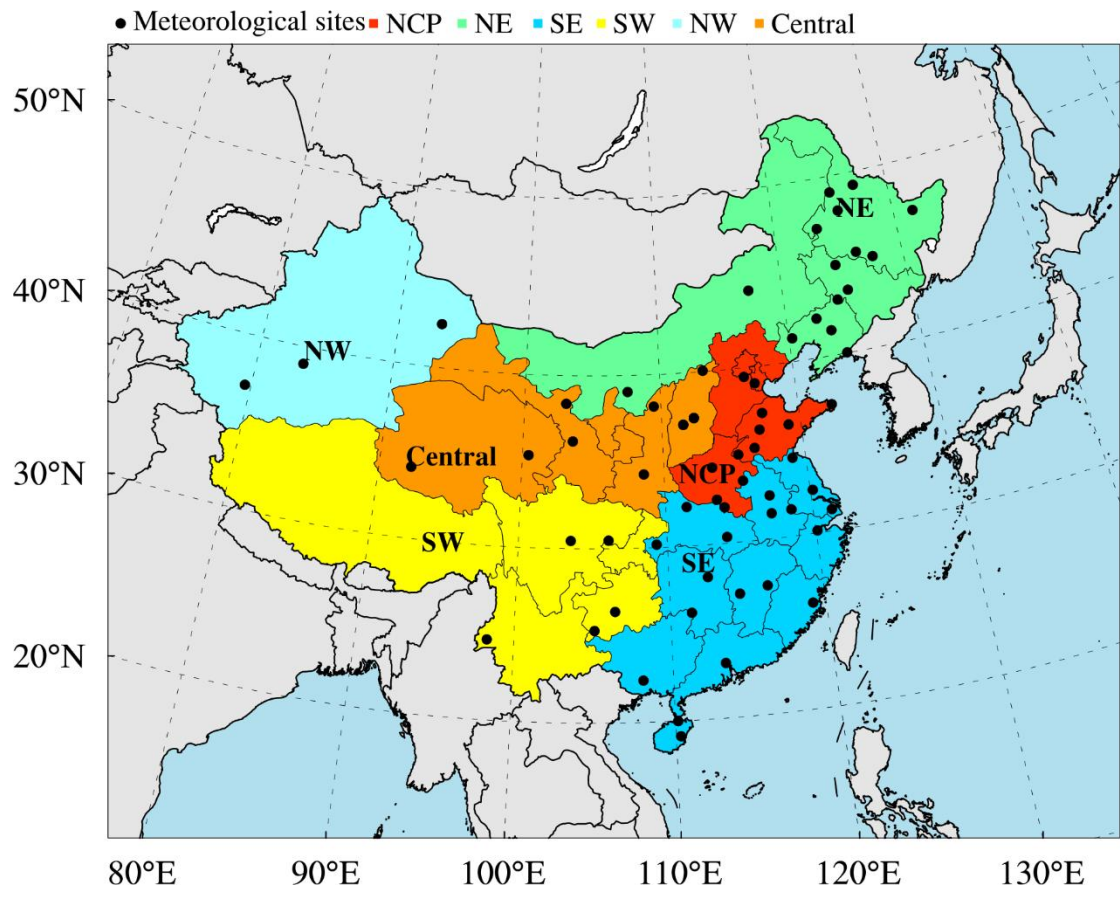 Meteorological sites NCP NE SE SW NW Central
50°N
NE
40°N
NW
Central
NCP
30°N
SW
SE
20°N
80°E 90°E 100°E 110°E 120°E 130°E